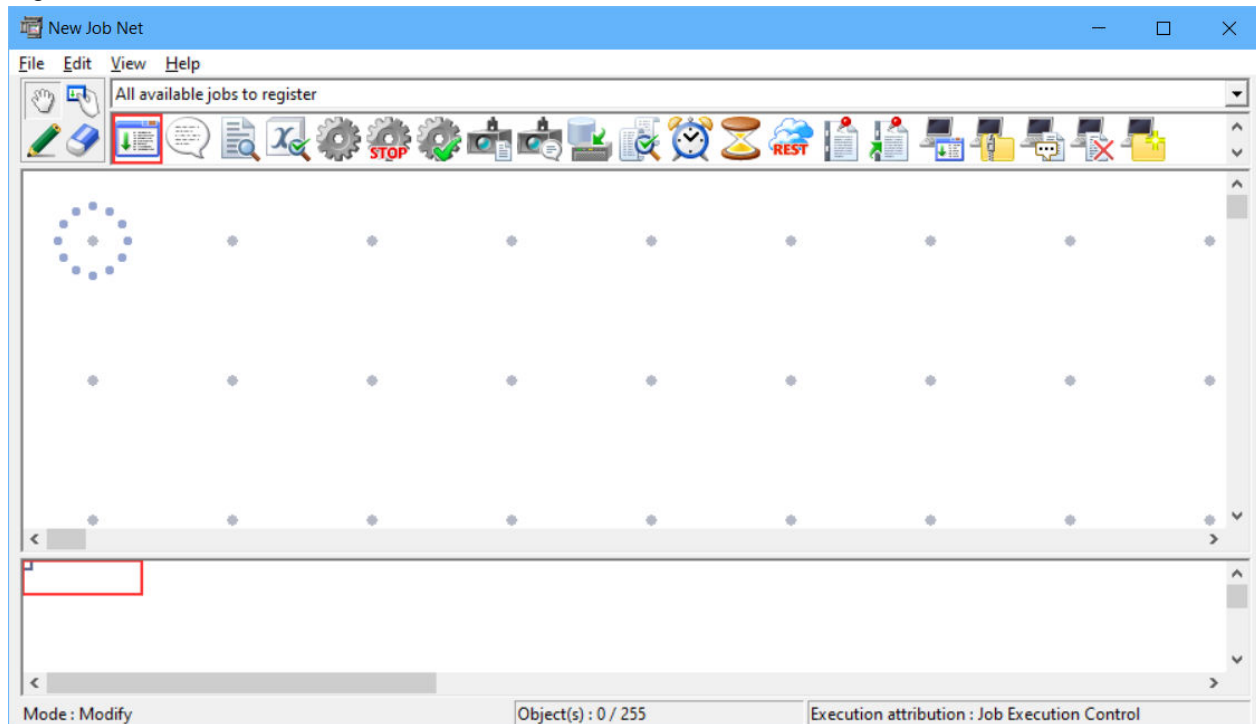 New Job Net
File Edit View Help
All available jobs to register
STOP
REST
Mode : Modify
Object(s) : 0 / 255
Execution attribution : Job Execution Control